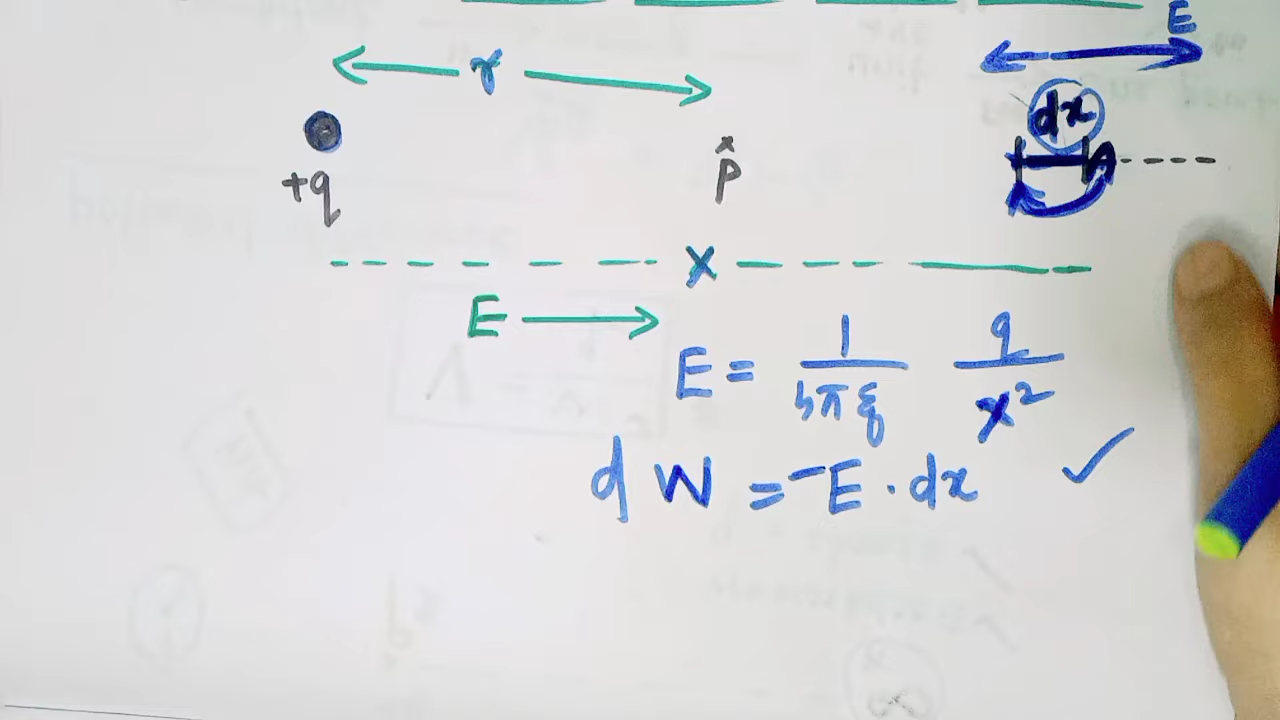 E
r
dx
+q
P
A
x
E
E = 1/4πε₀ q/x²
dW = -E·dx ✓